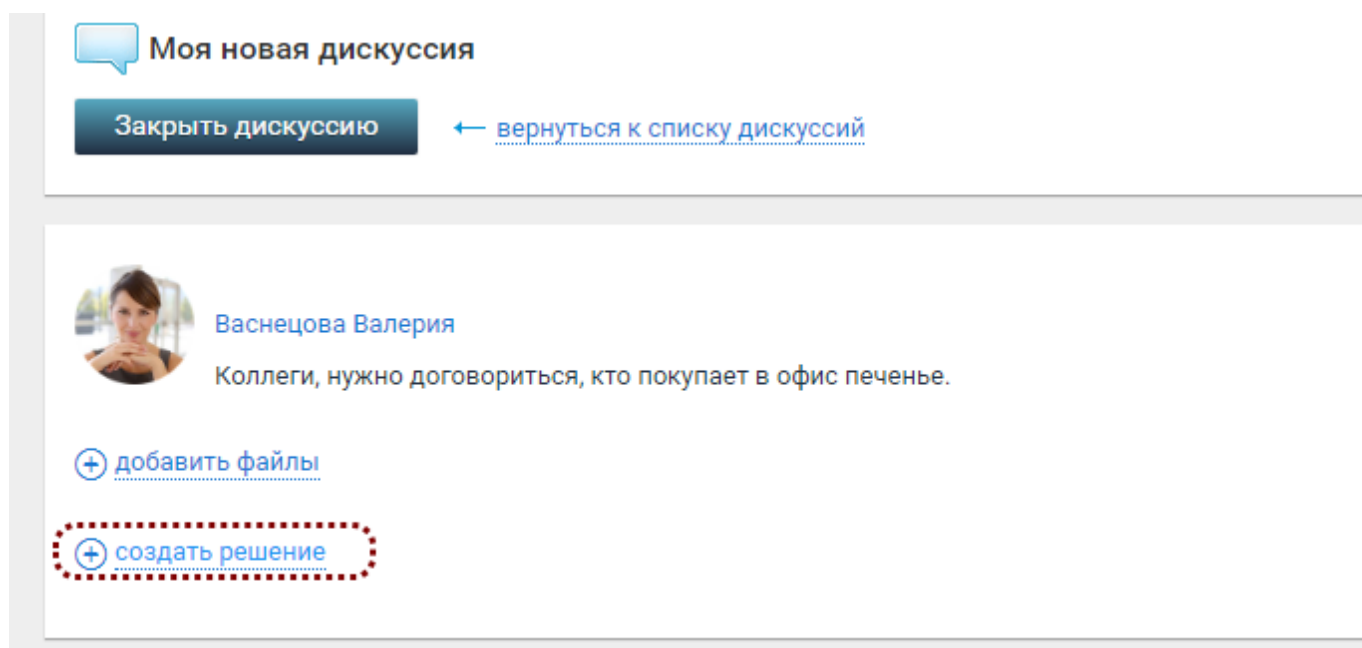 Моя новая дискуссия
Закрыть дискуссию
← вернуться к списку дискуссий
Васнецова Валерия
Коллеги, нужно договориться, кто покупает в офис печенье.
добавить файлы
создать решение